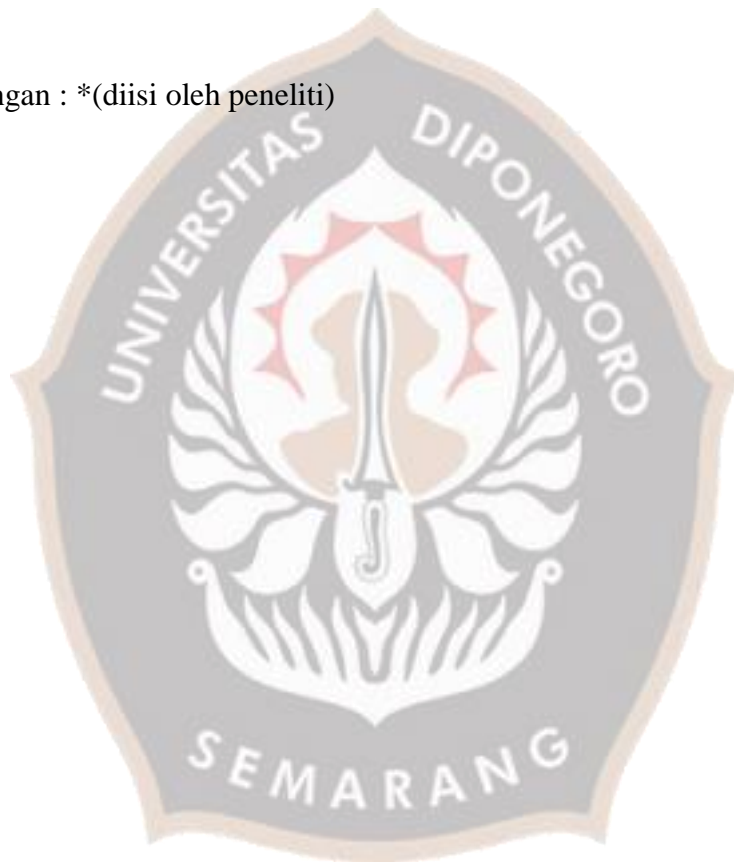 ngan : *(diisi oleh peneliti)
UNIVERSITAS DIPONEGORO
SEMARANG